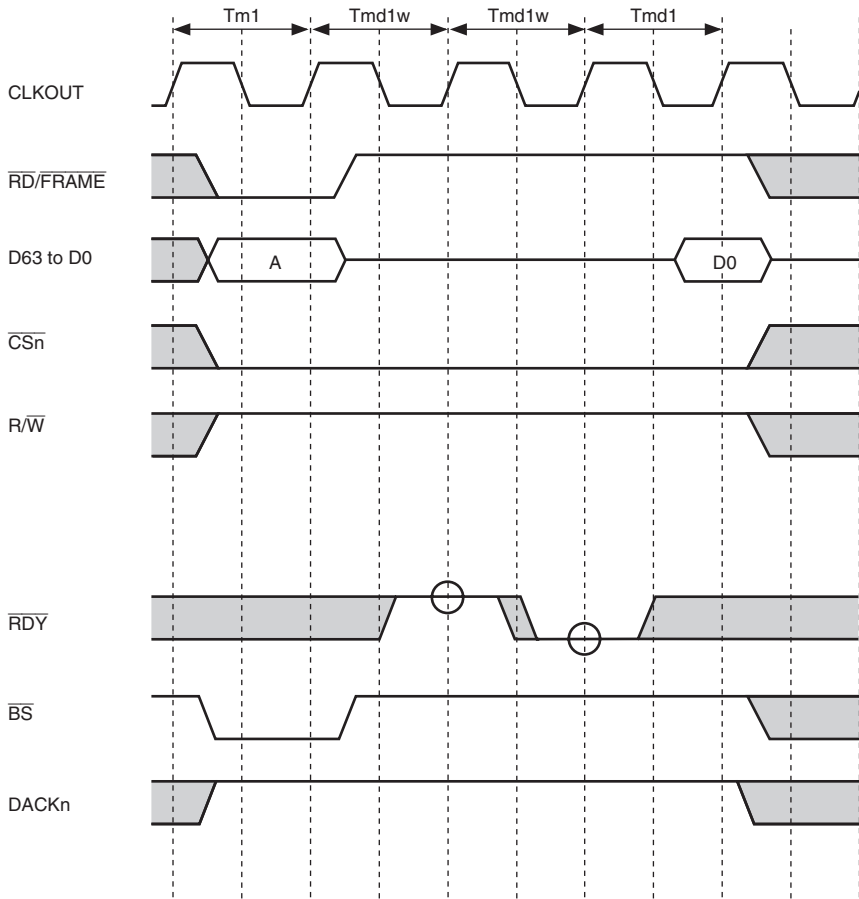 Tm1 Tmd1w Tmd1w Tmd1
CLKOUT
RD/FRAME
D63 to D0 A D0
CSn
R/W
RDY
BS
DACKn